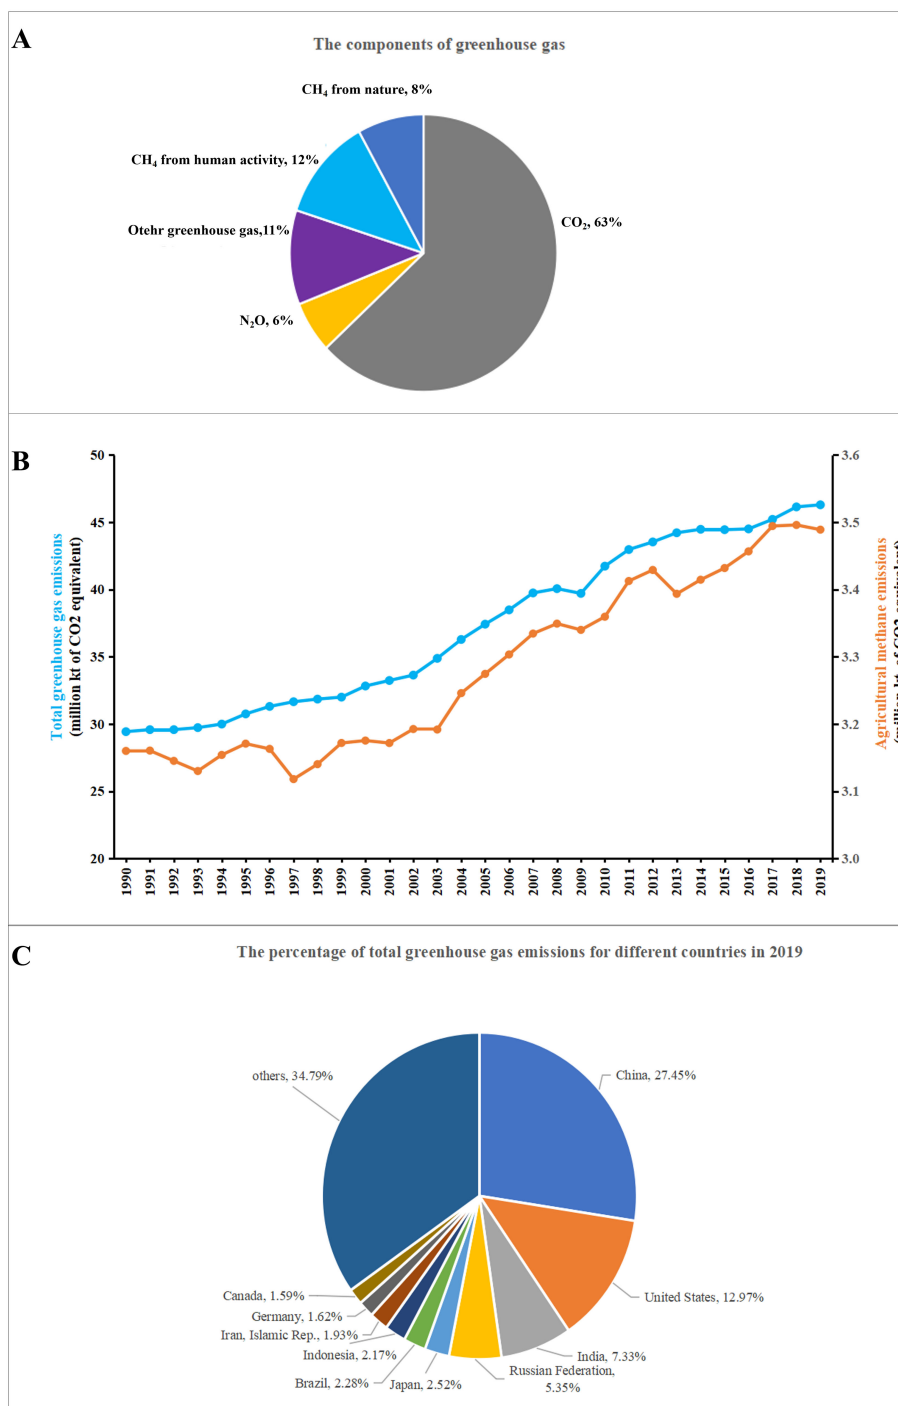 A
The components of greenhouse gas
CH₄ from nature, 8%
CH₄ from human activity, 12%
CO₂, 63%
Otehr greenhouse gas,11%
N₂O, 6%
B
50
45
40
35
30
25
20
3.6
3.5
3.4
3.3
3.2
3.1
3.0
Total greenhouse gas emissions
(million kt of CO2 equivalent)
Agricultural methane emissions
1990
1991
1992
1993
1994
1995
1996
1997
1998
1999
2000
2001
2002
2003
2004
2005
2006
2007
2008
2009
2010
2011
2012
2013
2014
2015
2016
2017
2018
2019
C
The percentage of total greenhouse gas emissions for different countries in 2019
others, 34.79%
China, 27.45%
United States, 12.97%
Canada, 1.59%
Germany, 1.62%
Iran, Islamic Rep., 1.93%
Indonesia, 2.17%
India, 7.33%
Russian Federation,
5.35%
Brazil, 2.28%
Japan, 2.52%